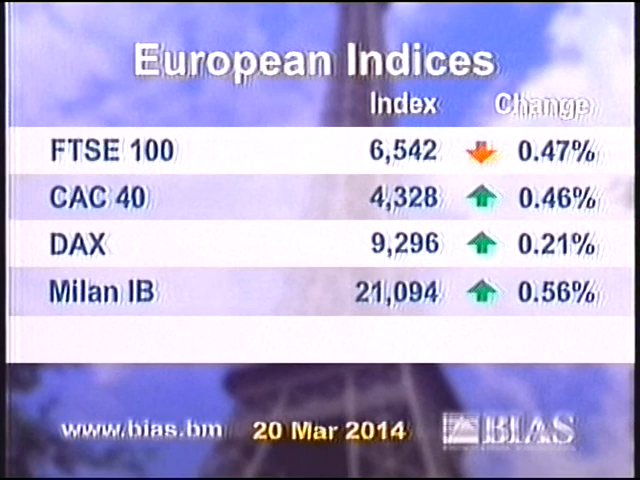 European Indices
Index Change
FTSE 100 6,542 0.47%
CAC 40 4,328 0.46%
DAX 9,296 0.21%
Milan IB 21,094 0.56%
www.bias.bm 20 Mar 2014 BIAS